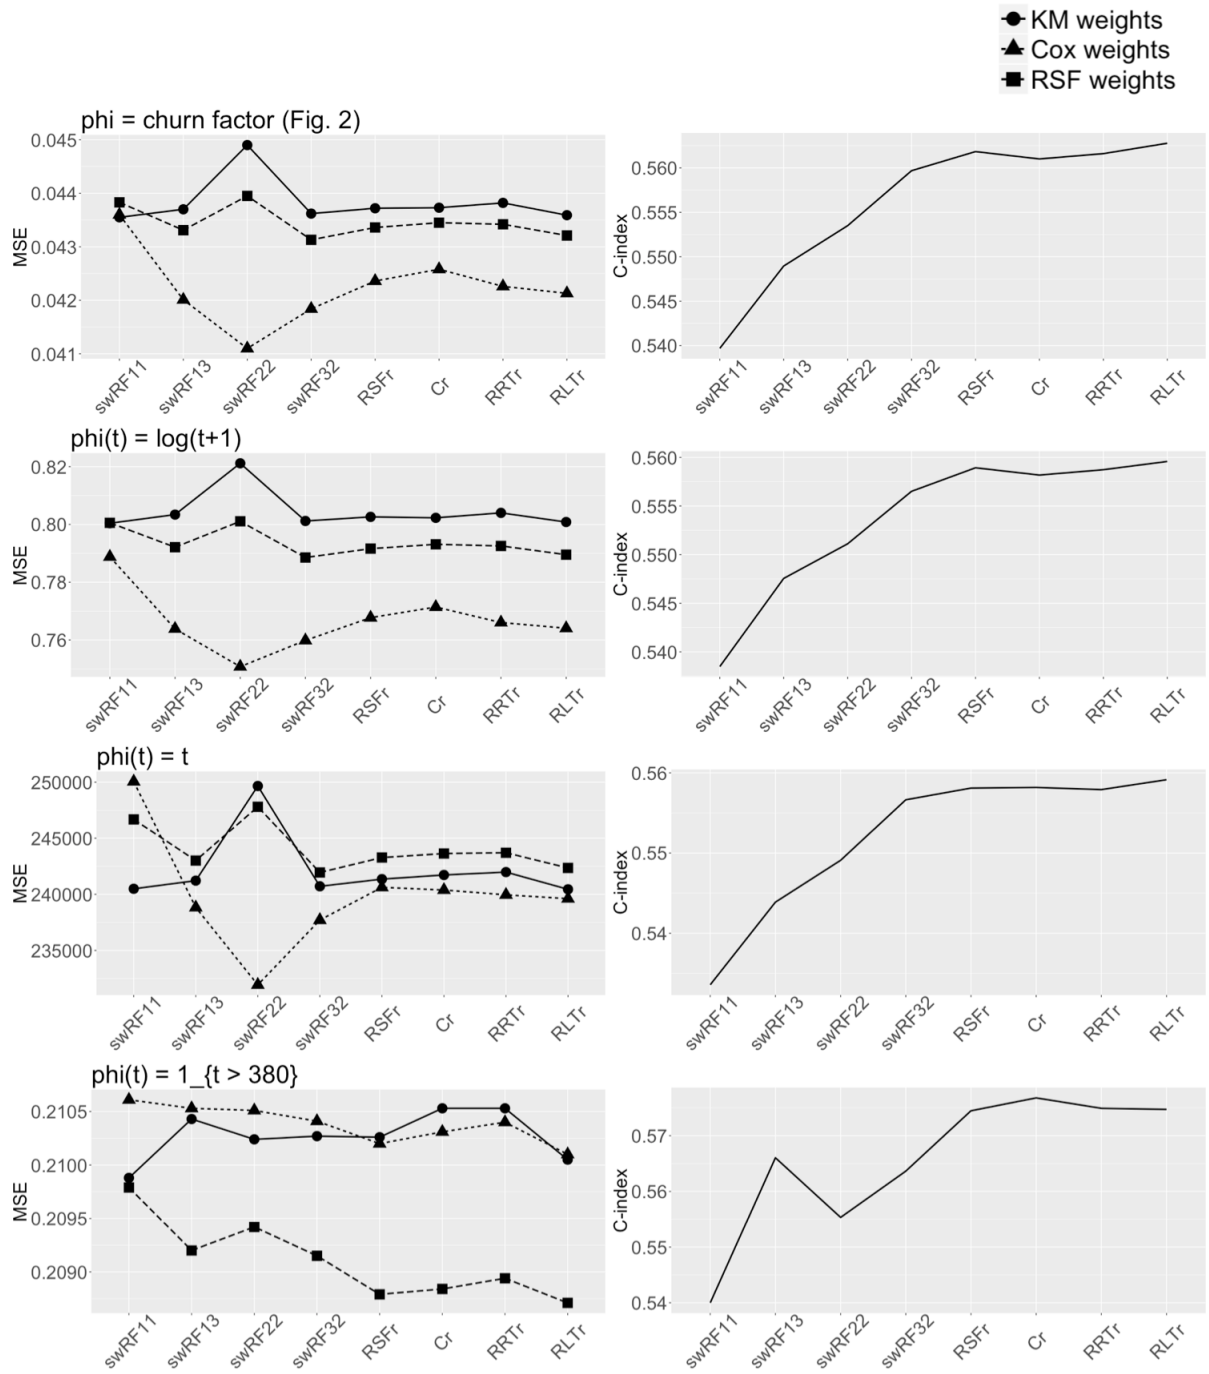 KM weights
Cox weights
RSF weights
phi = churn factor (Fig. 2)
0.045
0.044
0.043
0.042
0.041
MSE
swRF11 swRF13 swRF22 swRF32 RSFr Cr RRTr RLTr
0.560
0.555
0.550
0.545
0.540
C-index
swRF11 swRF13 swRF22 swRF32 RSFr Cr RRTr RLTr
phi(t) = log(t+1)
0.82
0.80
0.78
0.76
MSE
swRF11 swRF13 swRF22 swRF32 RSFr Cr RRTr RLTr
0.560
0.555
0.550
0.545
0.540
C-index
swRF11 swRF13 swRF22 swRF32 RSFr Cr RRTr RLTr
phi(t) = t
250000
245000
240000
235000
MSE
swRF11 swRF13 swRF22 swRF32 RSFr Cr RRTr RLTr
0.56
0.55
0.54
C-index
swRF11 swRF13 swRF22 swRF32 RSFr Cr RRTr RLTr
phi(t) = 1_{t > 380}
0.2105
0.2100
0.2095
0.2090
MSE
swRF11 swRF13 swRF22 swRF32 RSFr Cr RRTr RLTr
0.57
0.56
0.55
0.54
C-index
swRF11 swRF13 swRF22 swRF32 RSFr Cr RRTr RLTr